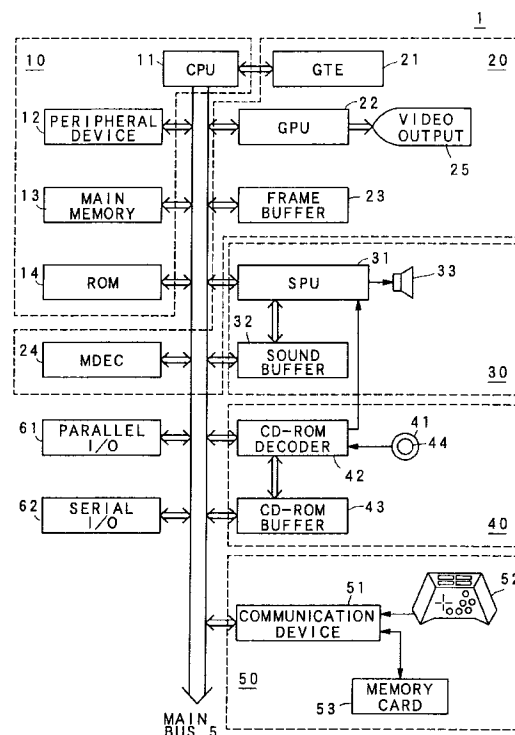 1
10
11
CPU
GTE
21
20
22
12
PERIPHERAL
DEVICE
GPU
VIDEO
OUTPUT
25
13
MAIN
MEMORY
FRAME
BUFFER
23
14
ROM
31
SPU
33
24
MDEC
32
SOUND
BUFFER
30
61
PARALLEL
I/O
CD-ROM
DECODER
42
41
44
62
SERIAL
I/O
CD-ROM
BUFFER
43
40
51
COMMUNICATION
DEVICE
52
50
53
MEMORY
CARD
MAIN
BUS 5